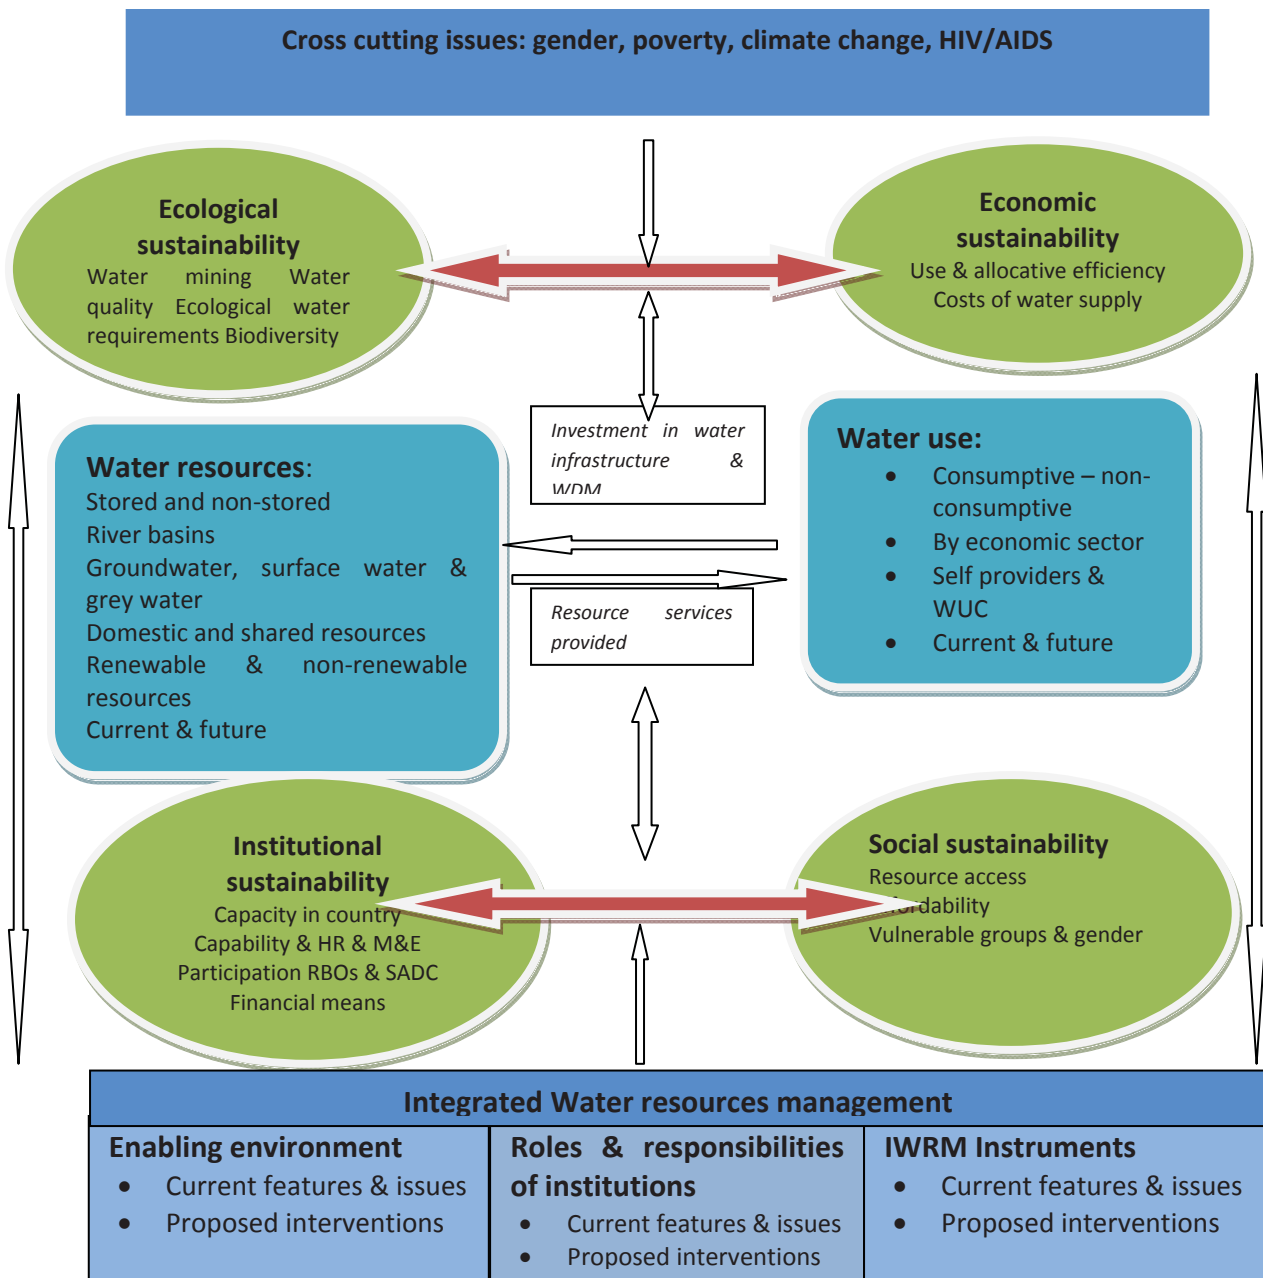 Cross cutting issues: gender, poverty, climate change, HIV/AIDS
Ecological
sustainability
Water mining Water
quality Ecological water
requirements Biodiversity
Economic
sustainability
Use & allocative efficiency
Costs of water supply
Investment in water
infrastructure &
WDM
Water resources:
Stored and non-stored
River basins
Groundwater, surface water &
grey water
Domestic and shared resources
Renewable & non-renewable
resources
Current & future
Water use:
• Consumptive – non-
consumptive
• By economic sector
• Self providers &
WUC
• Current & future
Resource services
provided
Institutional
sustainability
Capacity in country
Capability & HR & M&E
Participation RBOs & SADC
Financial means
Social sustainability
Resource access
fordability
Vulnerable groups & gender
Integrated Water resources management
Enabling environment
• Current features & issues
• Proposed interventions
Roles & responsibilities
of institutions
• Current features & issues
• Proposed interventions
IWRM Instruments
• Current features & issues
• Proposed interventions